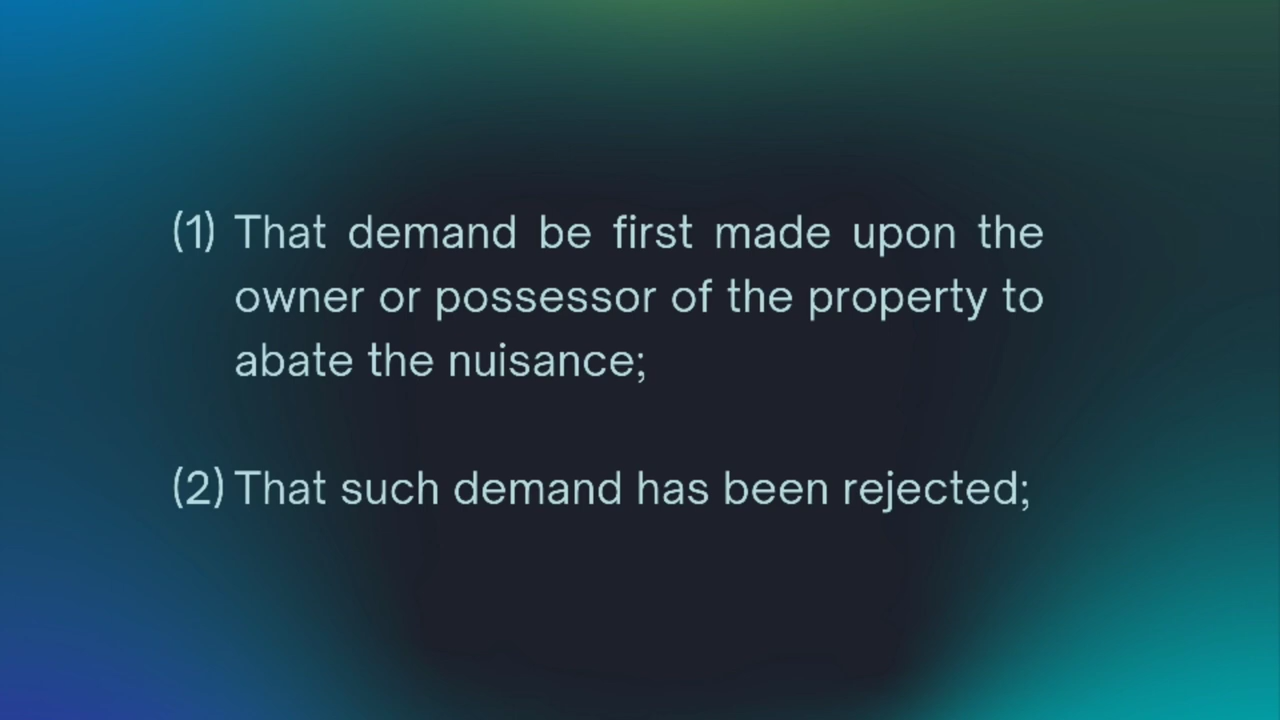 (1) That demand be first made upon the
owner or possessor of the property to
abate the nuisance;
(2) That such demand has been rejected;